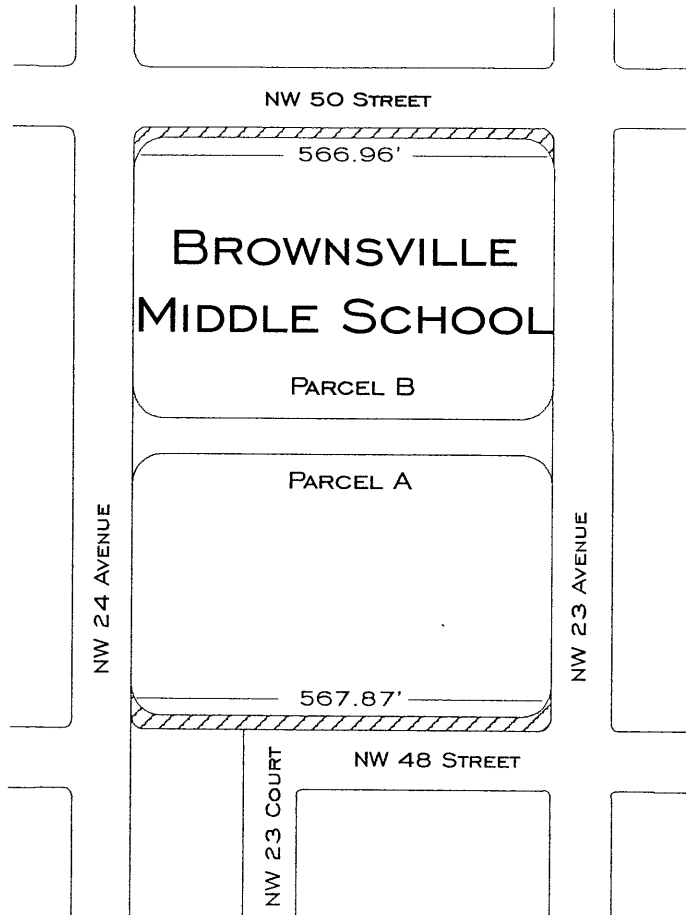 NW 50 STREET
566.96'
BROWNSVILLE
MIDDLE SCHOOL
PARCEL B
PARCEL A
NW 24 AVENUE
NW 23 AVENUE
567.87'
NW 48 STREET
NW 23 COURT